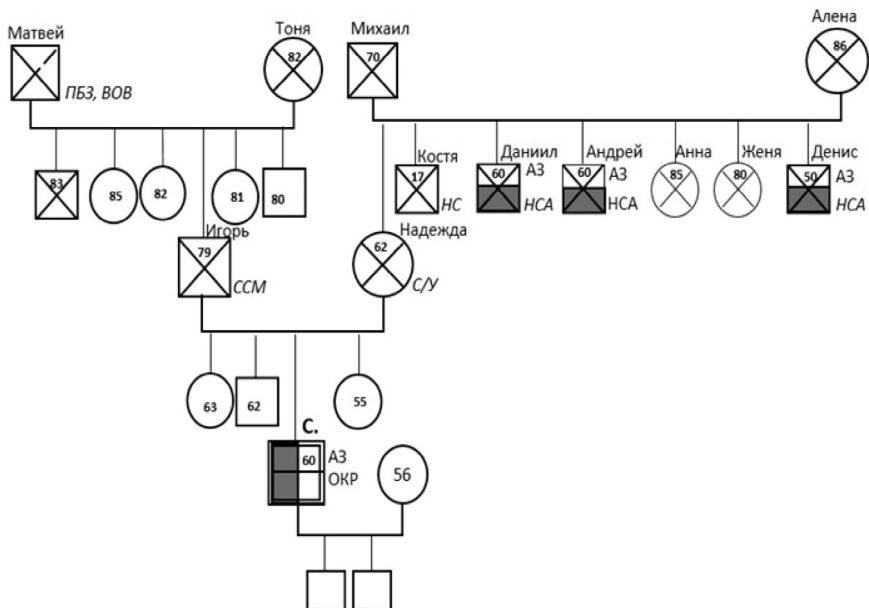 Матвей
Тоня
Михаил
Алена
82
70
86
ПБЗ, ВОВ
83
85
82
81
80
Костя
17
НС
Даниил
60
АЗ
НСА
Андрей
60
АЗ
НСА
Анна
85
Женя
80
Денис
50
АЗ
НСА
Игорь
79
ССМ
Надежда
62
С/У
63
62
55
С.
60
АЗ
ОКР
56